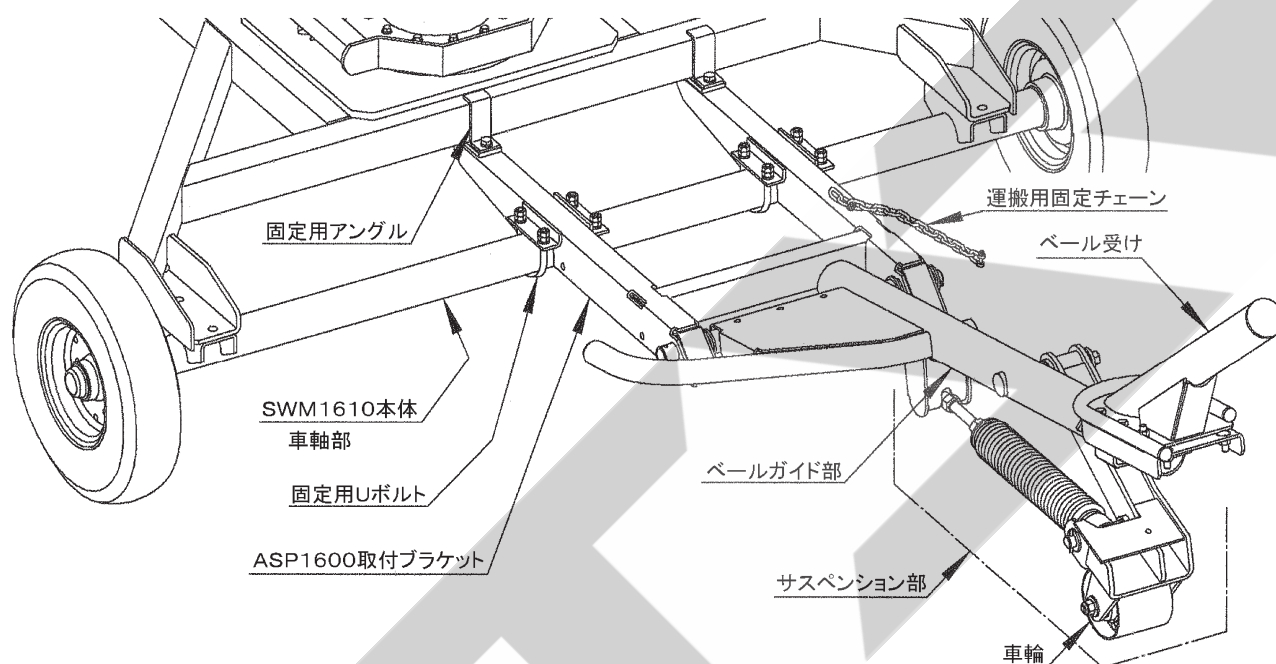 運搬用固定チェーン
固定用アングル
ベール受け
SWM1610本体
車軸部
ベールガイド部
固定用Uボルト
ASP1600取付ブラケット
サスペンション部
車輪